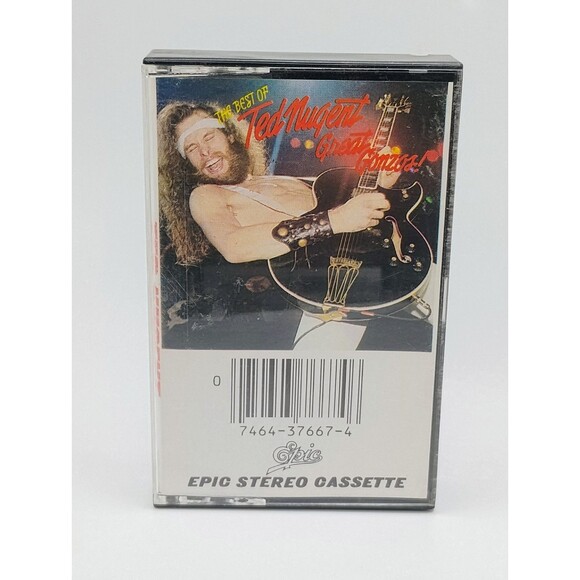 THE BEST OF
Ted Nugent
Great Gonzos!
0
7464-37667-4
Epic
EPIC STEREO CASSETTE